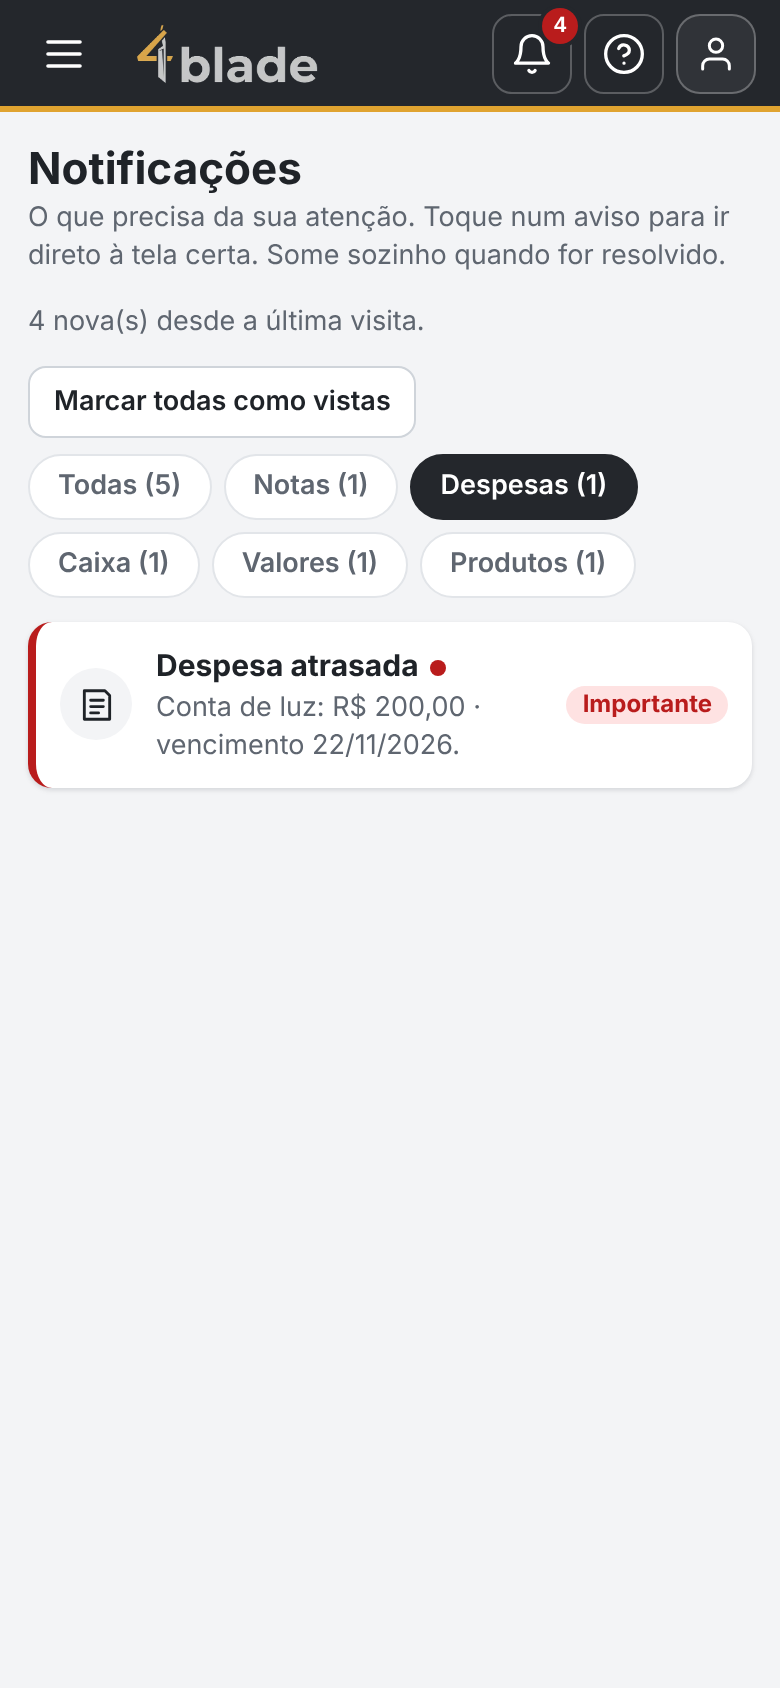 4blade
4
Notificações
O que precisa da sua atenção. Toque num aviso para ir
direto à tela certa. Some sozinho quando for resolvido.
4 nova(s) desde a última visita.
Marcar todas como vistas
Todas (5)
Notas (1)
Despesas (1)
Caixa (1)
Valores (1)
Produtos (1)
Despesa atrasada
Conta de luz: R$ 200,00 ·
vencimento 22/11/2026.
Importante